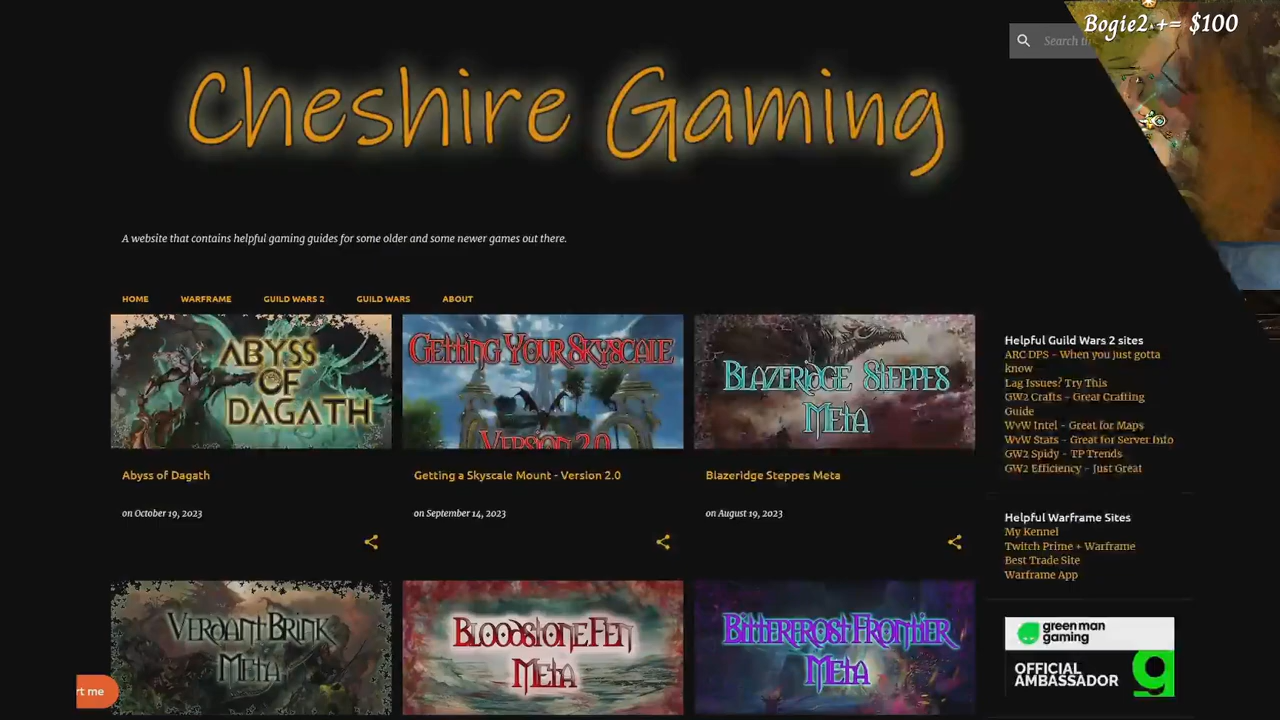 Bogie2 += $100
Search th
Cheshire Gaming
A website that contains helpful gaming guides for some older and some newer games out there.
HOME WARFRAME GUILD WARS 2 GUILD WARS ABOUT
ABYSS
OF
DAGATH
Getting Your Skyscale
Version 2.0
Blazeridge Steppes
Meta
Abyss of Dagath
on October 19, 2023
Getting a Skyscale Mount - Version 2.0
on September 14, 2023
Blazeridge Steppes Meta
on August 19, 2023
Verdant Brink
Meta
Bloodstone Fen
Meta
Bitterfrost Frontier
Meta
rt me
Helpful Guild Wars 2 sites
ARC DPS - When you just gotta
know
Lag Issues? Try This
GW2 Crafts - Great Crafting
Guide
WvW Intel - Great for Maps
WvW Stats - Great for Server Info
GW2 Spidy - TP Trends
GW2 Efficiency - Just Great
Helpful Warframe Sites
My Kennel
Twitch Prime + Warframe
Best Trade Site
Warframe App
green man
gaming
OFFICIAL
AMBASSADOR